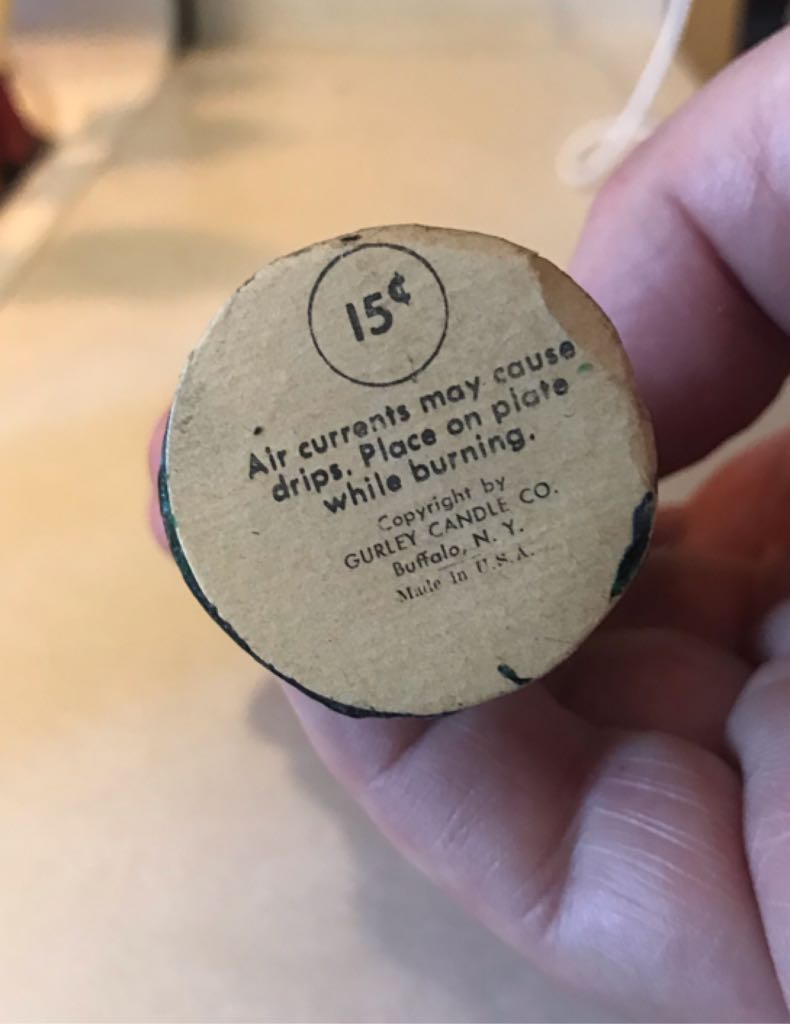 15¢
Air currents may cause
drips. Place on plate
while burning.
Copyright by
GURLEY CANDLE CO.
Buffalo, N. Y.
Made in U.S.A.